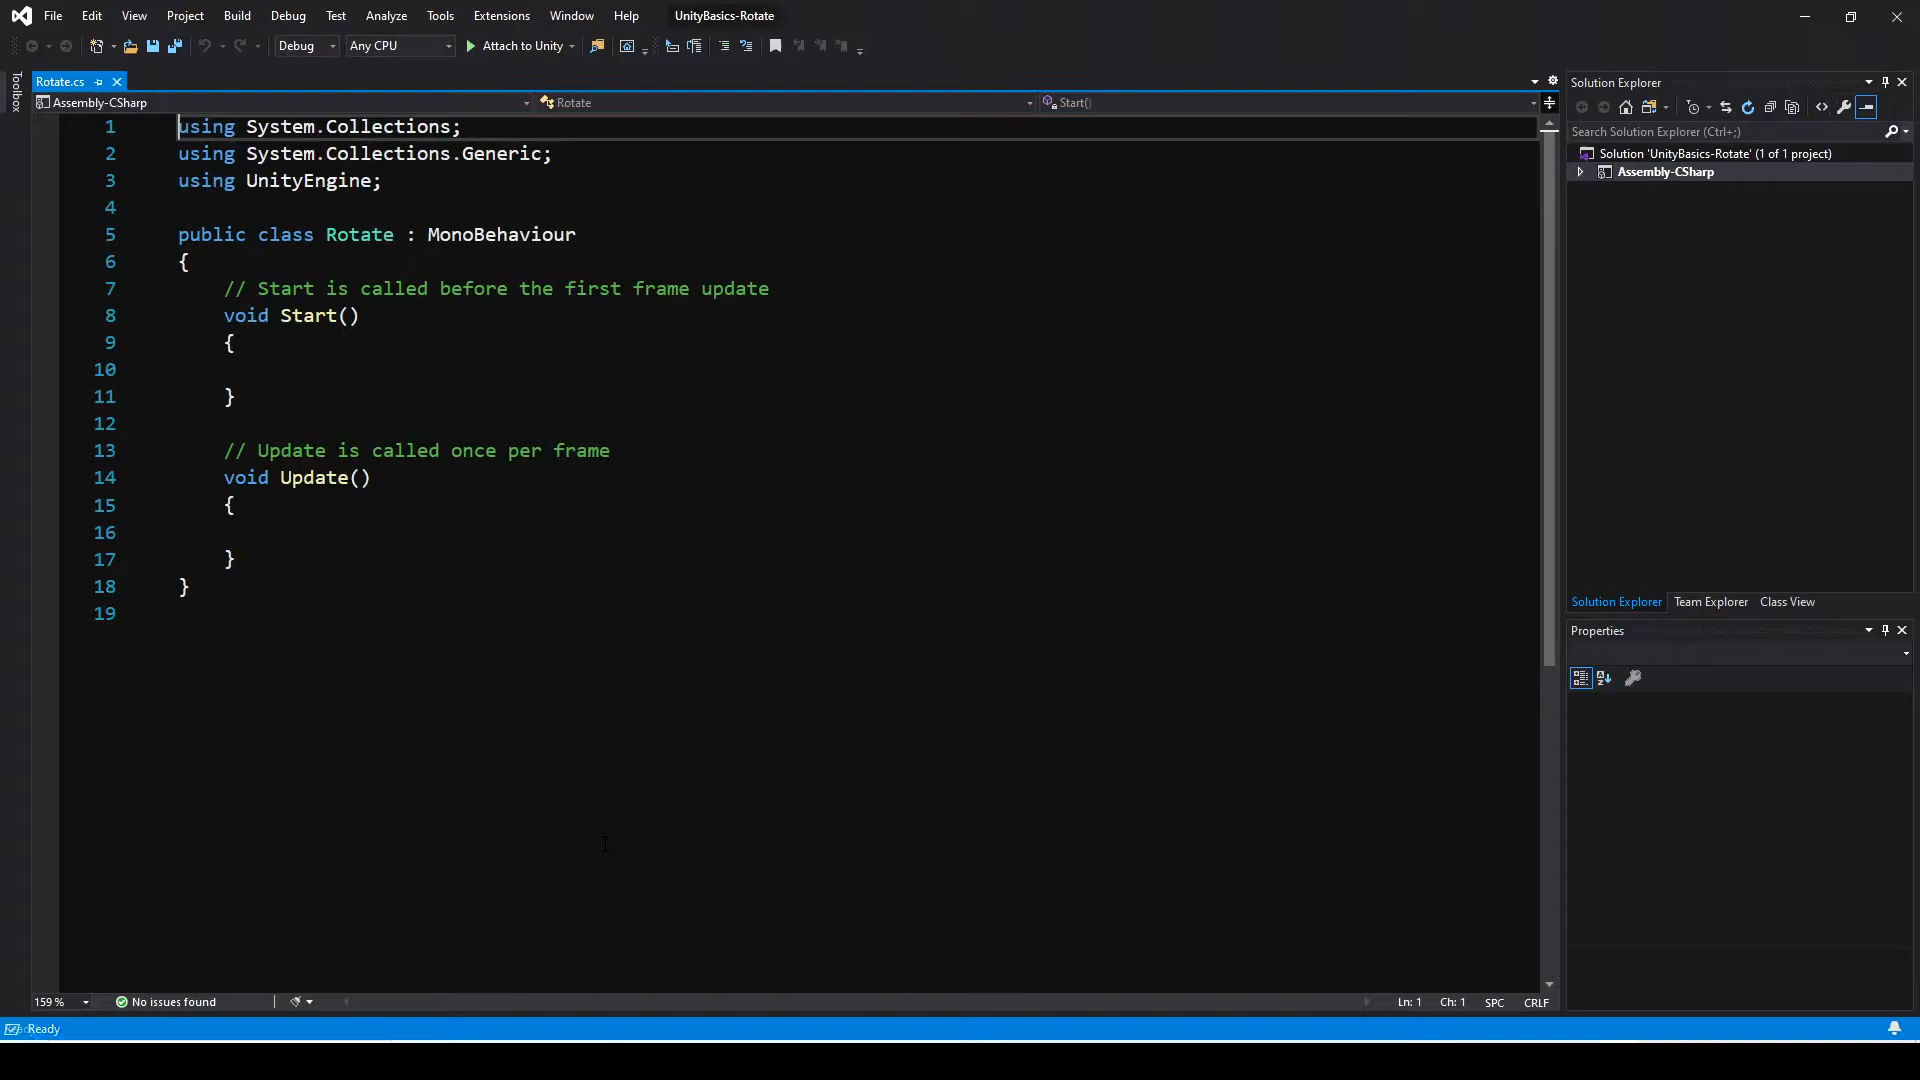 File Edit View Project Build Debug Test Analyze Tools Extensions Window Help UnityBasics-Rotate
Debug Any CPU Attach to Unity
Toolbox
Rotate.cs
Assembly-CSharp Rotate Start()
1 using System.Collections;
2 using System.Collections.Generic;
3 using UnityEngine;
4
5 public class Rotate : MonoBehaviour
6 {
7 // Start is called before the first frame update
8 void Start()
9 {
10
11 }
12
13 // Update is called once per frame
14 void Update()
15 {
16
17 }
18 }
19
159 % No issues found Ln: 1 Ch: 1 SPC CRLF
Solution Explorer
Search Solution Explorer (Ctrl+;)
Solution 'UnityBasics-Rotate' (1 of 1 project)
Assembly-CSharp
Solution Explorer Team Explorer Class View
Properties
Ready